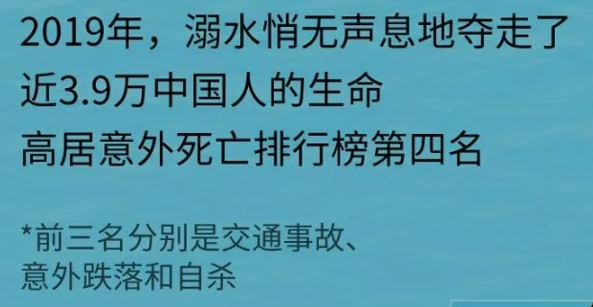 2019年，溺水悄无声息地夺走了
近3.9万中国人的生命
高居意外死亡排行榜第四名
*前三名分别是交通事故、
意外跌落和自杀